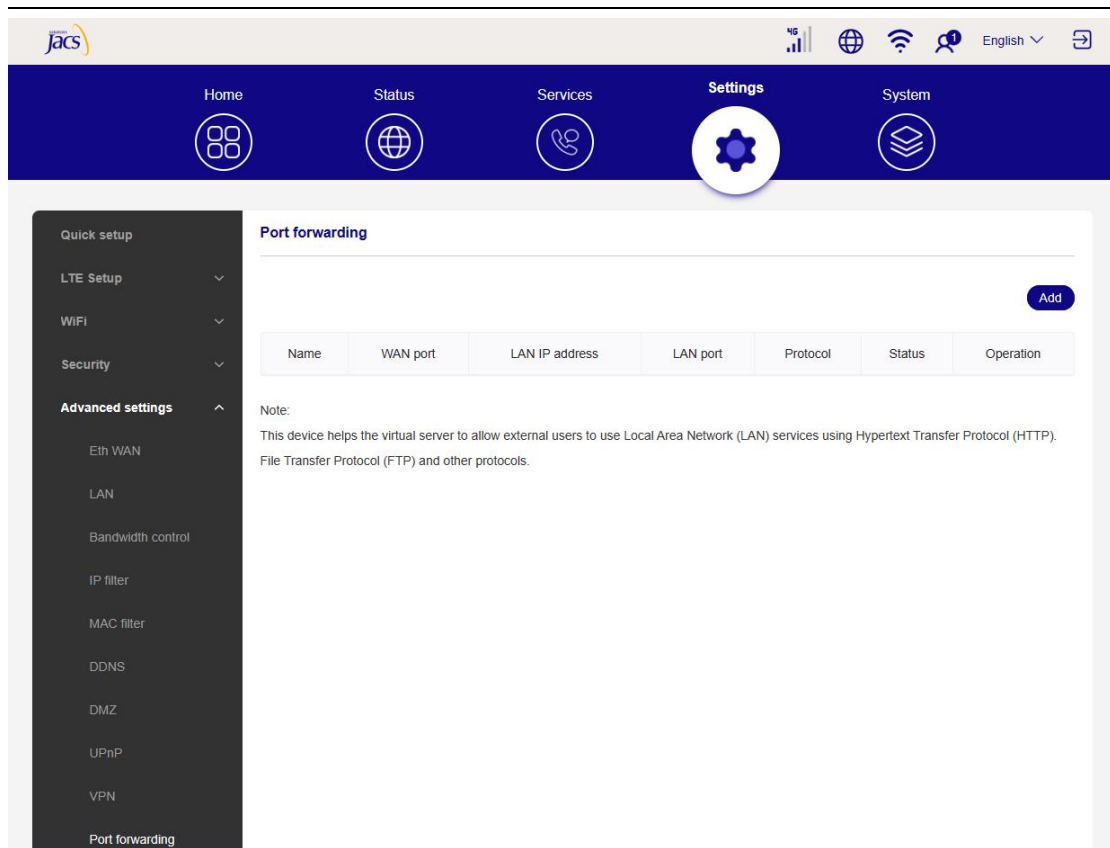 jacs
4G
1
English
Home
Status
Services
Settings
System
Quick setup
LTE Setup
WiFi
Security
Advanced settings
Eth WAN
LAN
Bandwidth control
IP filter
MAC filter
DDNS
DMZ
UPnP
VPN
Port forwarding
Port forwarding
Add
Name WAN port LAN IP address LAN port Protocol Status Operation
Note:
This device helps the virtual server to allow external users to use Local Area Network (LAN) services using Hypertext Transfer Protocol (HTTP).
File Transfer Protocol (FTP) and other protocols.